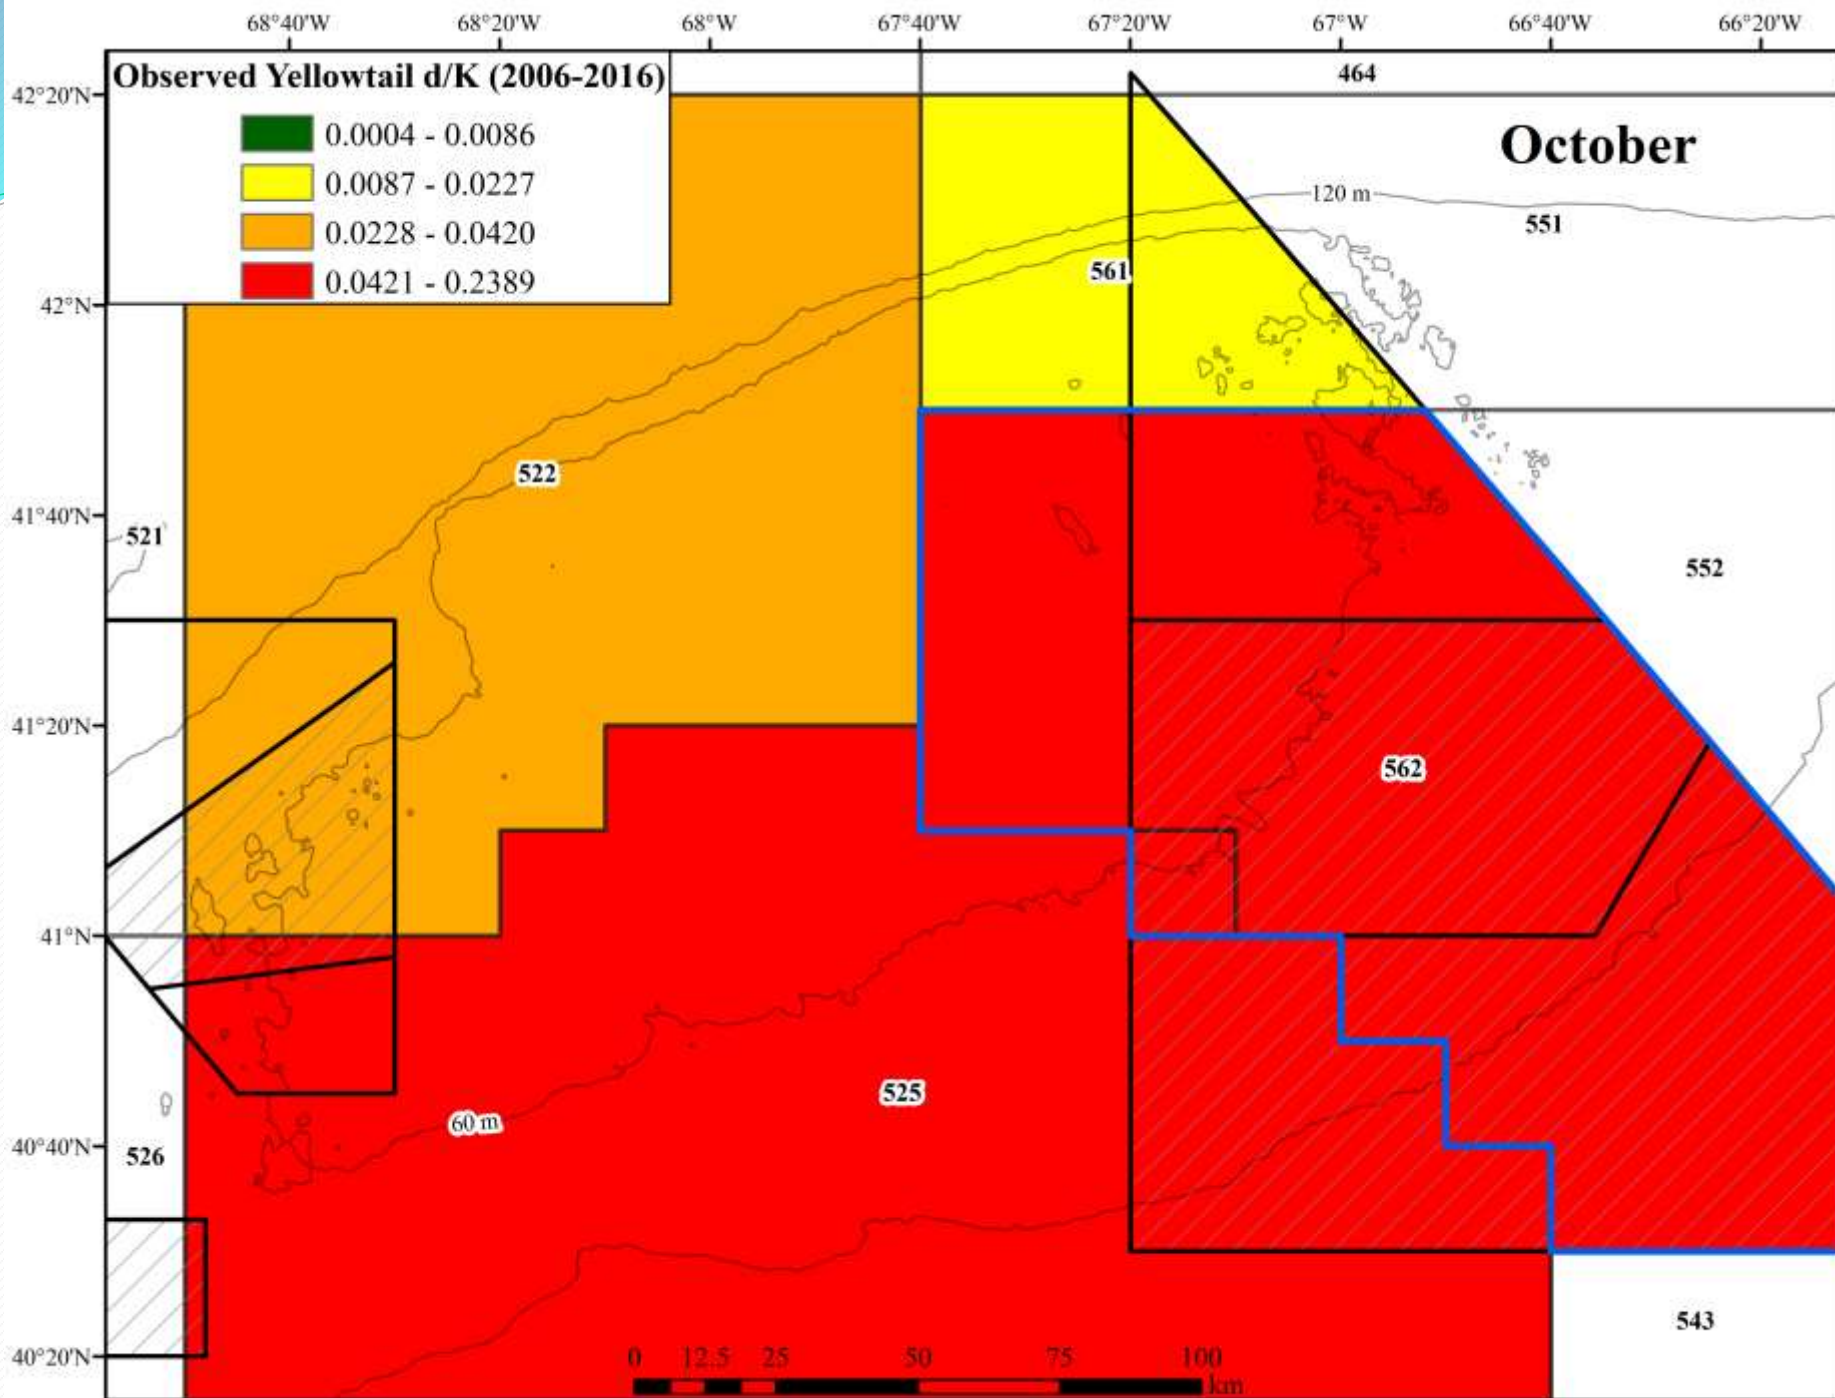 68°40'W 68°20'W 68°W 67°40'W 67°20'W 67°W 66°40'W 66°20'W
Observed Yellowtail d/K (2006-2016)
0.0004 - 0.0086
0.0087 - 0.0227
0.0228 - 0.0420
0.0421 - 0.2389
464
42°20'N
October
120 m
551
561
42°N
522
41°40'N
521
552
41°20'N
562
41°N
525
60 m
40°40'N
526
543
40°20'N
0 12.5 25 50 75 100
km